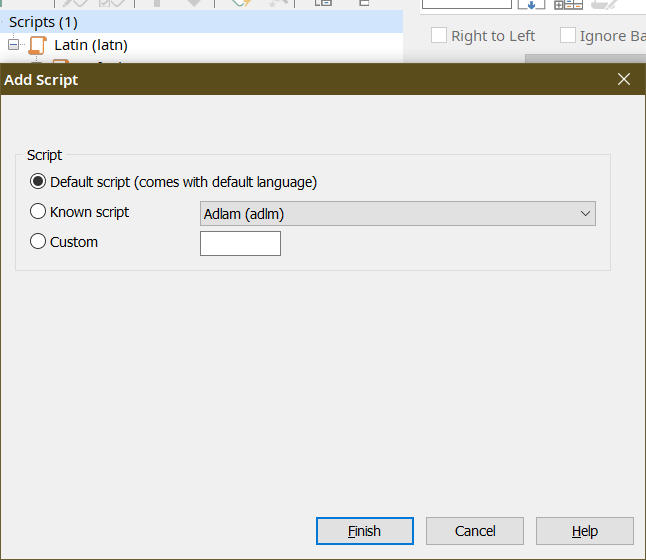 Scripts (1)
Latin (latn)
Right to Left
Ignore Ba
Add Script
Script
Default script (comes with default language)
Known script
Adlam (adlm)
Custom
Finish
Cancel
Help